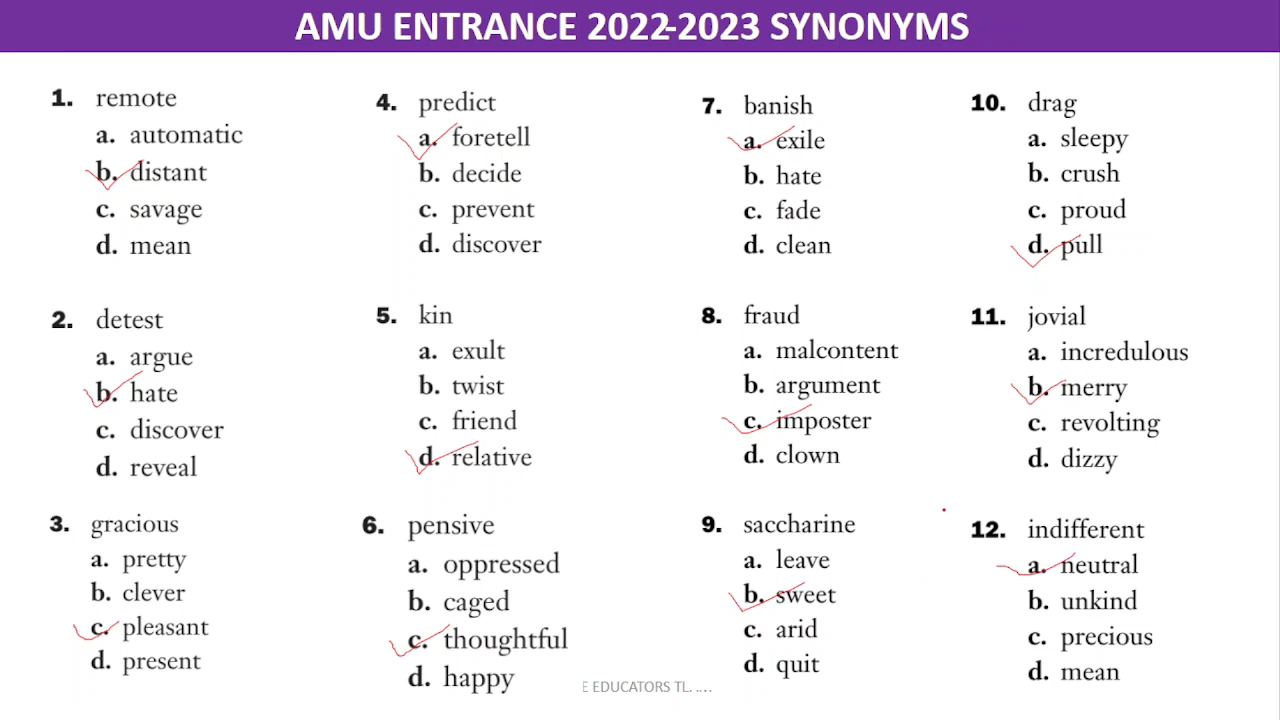 AMU ENTRANCE 2022-2023 SYNONYMS
1. remote
a. automatic
b. distant
c. savage
d. mean
2. detest
a. argue
b. hate
c. discover
d. reveal
3. gracious
a. pretty
b. clever
c. pleasant
d. present
4. predict
a. foretell
b. decide
c. prevent
d. discover
5. kin
a. exult
b. twist
c. friend
d. relative
6. pensive
a. oppressed
b. caged
c. thoughtful
d. happy
7. banish
a. exile
b. hate
c. fade
d. clean
8. fraud
a. malcontent
b. argument
c. imposter
d. clown
9. saccharine
a. leave
b. sweet
c. arid
d. quit
10. drag
a. sleepy
b. crush
c. proud
d. pull
11. jovial
a. incredulous
b. merry
c. revolting
d. dizzy
12. indifferent
a. neutral
b. unkind
c. precious
d. mean
E EDUCATORS TL. ....